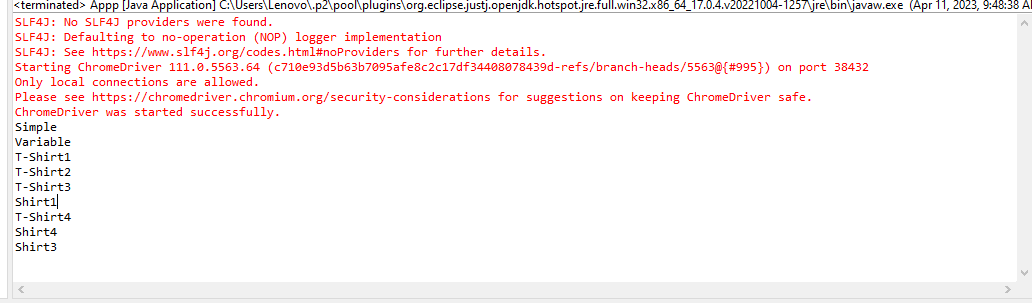 <terminated> Appp [Java Application] C:\Users\Lenovo\.p2\pool\plugins\org.eclipse.justj.openjdk.hotspot.jre.full.win32.x86_64_17.0.4.v20221004-1257\jre\bin\javaw.exe (Apr 11, 2023, 9:48:38 AM
SLF4J: No SLF4J providers were found.
SLF4J: Defaulting to no-operation (NOP) logger implementation
SLF4J: See https://www.slf4j.org/codes.html#noProviders for further details.
Starting ChromeDriver 111.0.5563.64 (c710e93d5b63b7095afe8c2c17df34408078439d-refs/branch-heads/5563@{#995}) on port 38432
Only local connections are allowed.
Please see https://chromedriver.chromium.org/security-considerations for suggestions on keeping ChromeDriver safe.
ChromeDriver was started successfully.
Simple
Variable
T-Shirt1
T-Shirt2
T-Shirt3
Shirt1
T-Shirt4
Shirt4
Shirt3